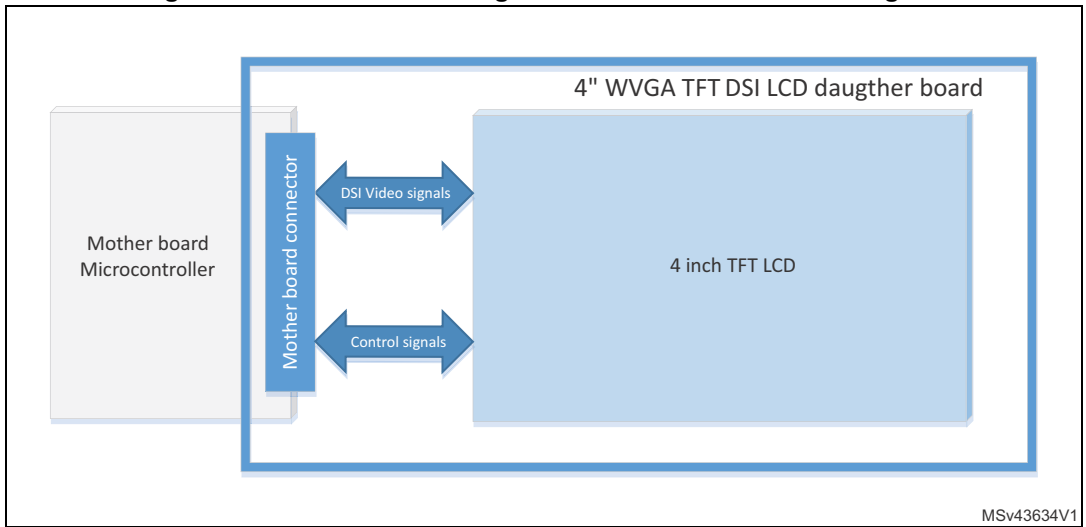 4" WVGA TFT DSI LCD daugther board
Mother board
Microcontroller
Mother board connector
DSI Video signals
Control signals
4 inch TFT LCD
MSv43634V1